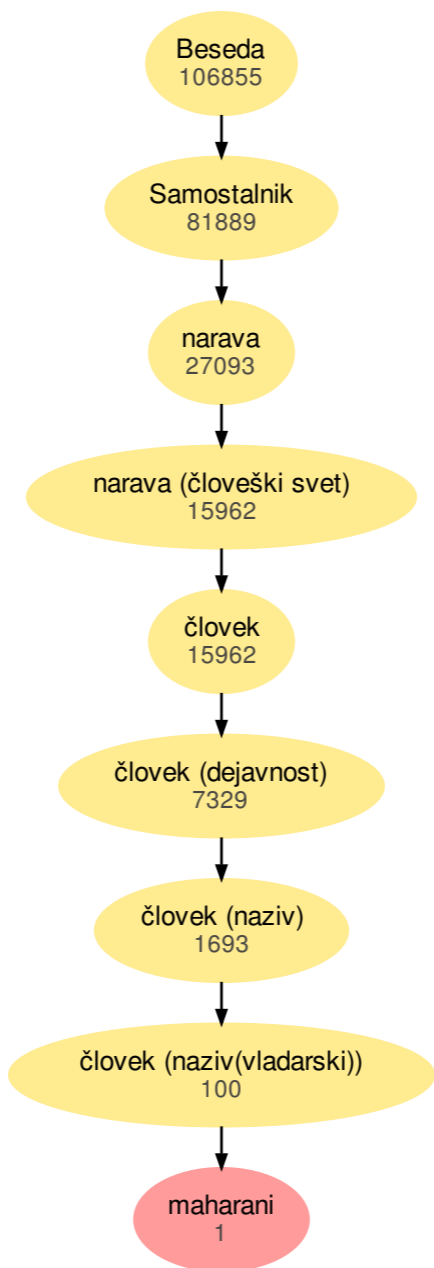 Beseda
106855
Samostalnik
81889
narava
27093
narava (človeški svet)
15962
človek
15962
človek (dejavnost)
7329
človek (naziv)
1693
človek (naziv(vladarski))
100
maharani
1